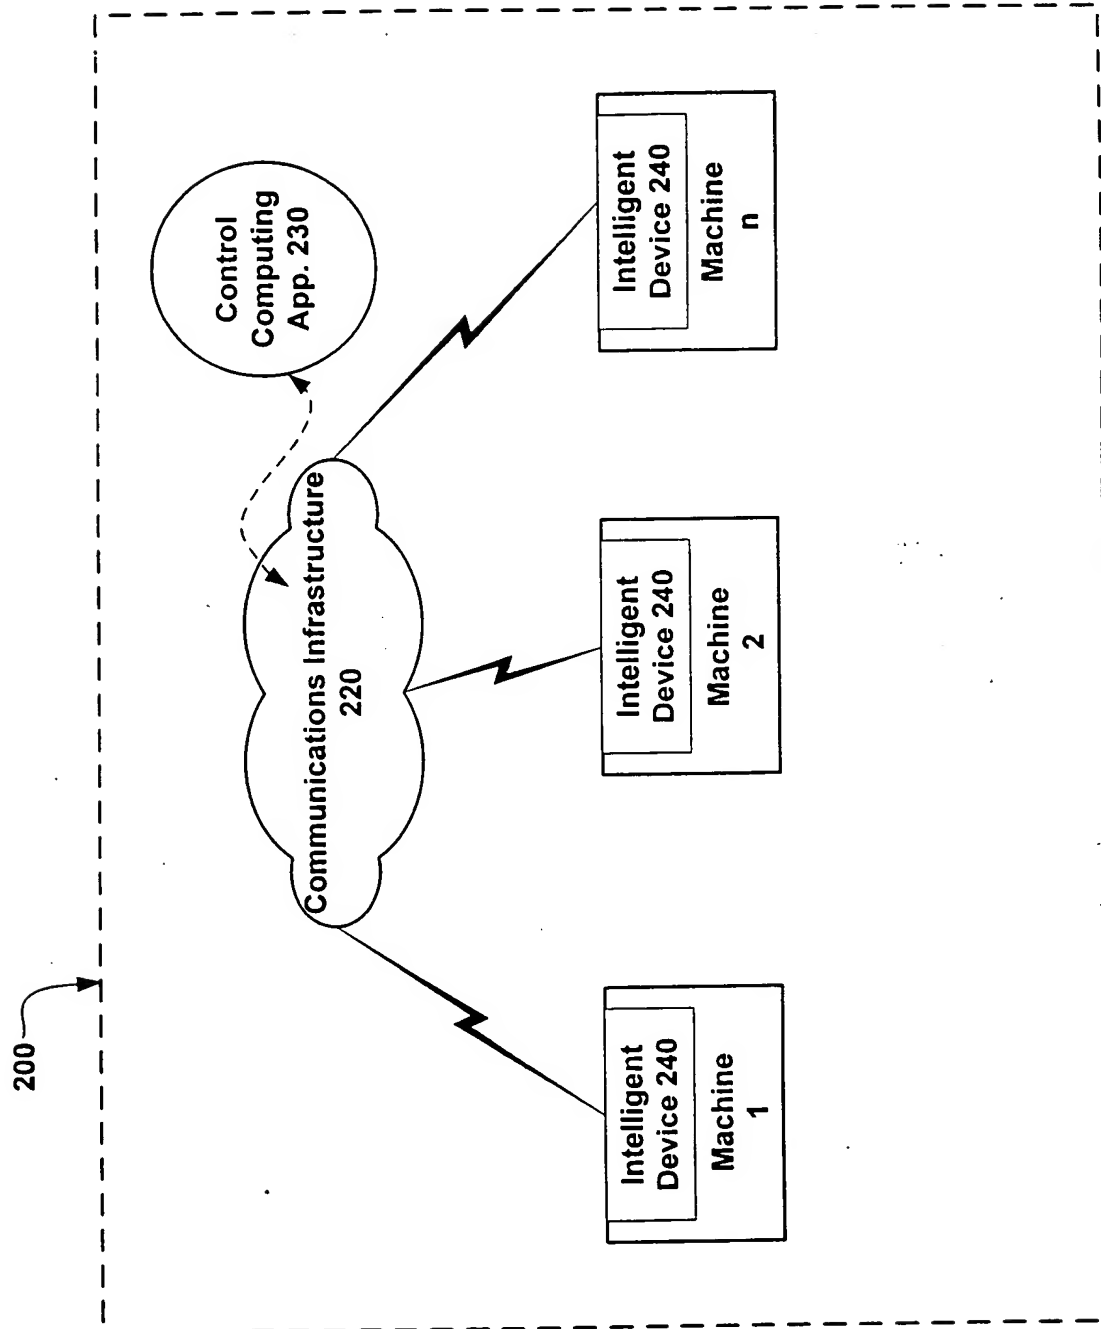 200
Control
Computing
App. 230
Communications Infrastructure
220
Intelligent
Device 240
Machine
1
Intelligent
Device 240
Machine
2
Intelligent
Device 240
Machine
n